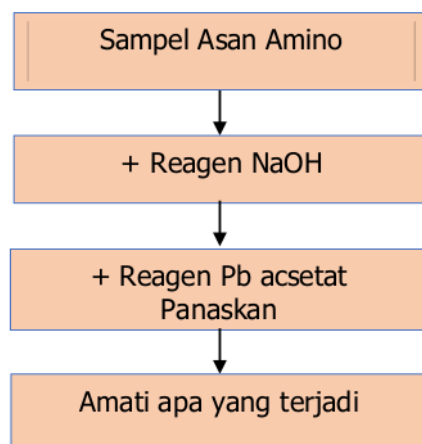 Sampel Asan Amino
+ Reagen NaOH
+ Reagen Pb acsetat
Panaskan
Amati apa yang terjadi